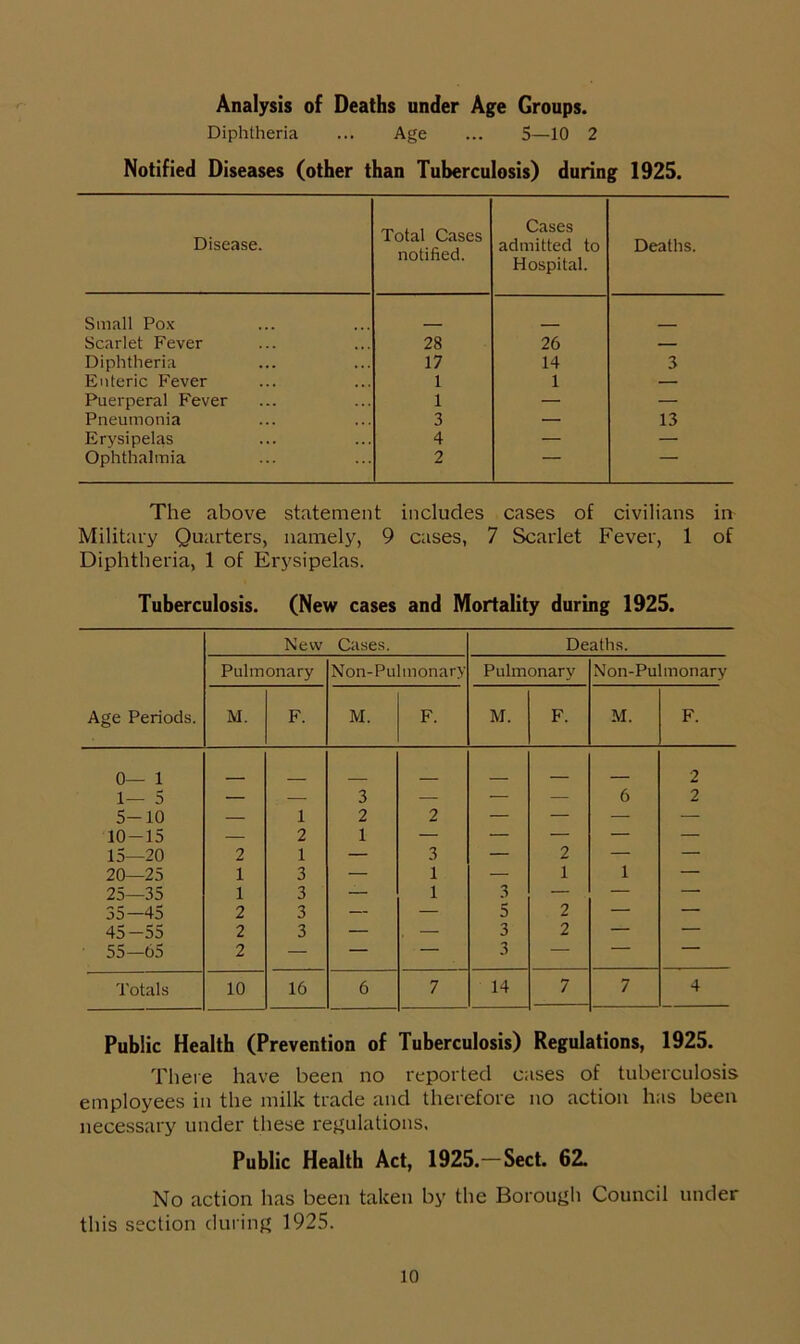 Analysis of Deaths under Age Groups.
Diphtheria ... Age ... 5—10 2
Notified Diseases (other than Tuberculosis) during 1925.
Disease. Total Cases notified. Cases admitted to Hospital. Deaths.
Small Pox ... ... — — —
Scarlet Fever ... ... 28 26 —
Diphtheria ... ... 17 14 3
Enteric Fever ... ... 1 1 —
Puerperal Fever ... ... 1 — —
Pneumonia ... ... 3 — 13
Erysipelas ... ... 4 — —
Ophthalmia ... ... 2 — —
The above statement includes cases of civilians in
Military Quarters, namely, 9 cases, 7 Scarlet Fever, 1 of
Diphtheria, 1 of Erysipelas.
Tuberculosis. (New cases and Mortality during 1925.
New Cases. Deaths.
Pulmonary Non-Pulmonary Pulmonary Non-Pulmonary
Age Periods. M. F. M. F. M. F. M. F.
0— 1 — — — — — — — 2
1— 5 — — 3 — — — 6 2
5—10 — 1 2 2 — — — —
10—15 — 2 1 — — — — —
15—20 2 1 — 3 — 2 — —
20—25 1 3 — 1 — 1 1 —
25—35 1 3 — 1 3 — — —
35—45 2 3 — — 5 2 — —
45—55 2 3 — — 3 2 — —
55—65 2 — — — 3 — — —
Totals 10 16 6 7 14 7 7 4
Public Health (Prevention of Tuberculosis) Regulations, 1925.
There have been no reported cases of tuberculosis
employees in the milk trade and therefore no action has been
necessary under these regulations.
Public Health Act, 1925.—Sect. 62.
No action has been taken by the Borough Council under
this section during 1925.
10